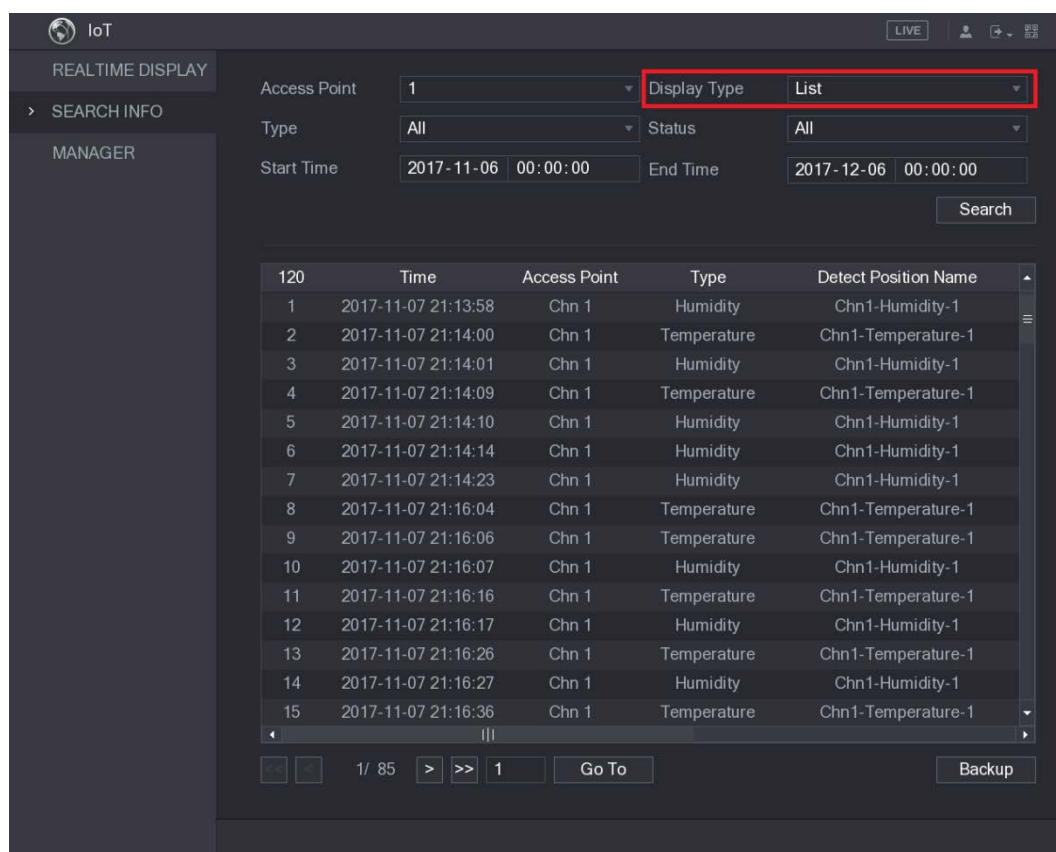 IoT LIVE
REALTIME DISPLAY
SEARCH INFO
MANAGER
Access Point 1 Display Type List
Type All Status All
Start Time 2017-11-06 00:00:00 End Time 2017-12-06 00:00:00
Search
120 Time Access Point Type Detect Position Name
1 2017-11-07 21:13:58 Chn 1 Humidity Chn1-Humidity-1
2 2017-11-07 21:14:00 Chn 1 Temperature Chn1-Temperature-1
3 2017-11-07 21:14:01 Chn 1 Humidity Chn1-Humidity-1
4 2017-11-07 21:14:09 Chn 1 Temperature Chn1-Temperature-1
5 2017-11-07 21:14:10 Chn 1 Humidity Chn1-Humidity-1
6 2017-11-07 21:14:14 Chn 1 Humidity Chn1-Humidity-1
7 2017-11-07 21:14:23 Chn 1 Humidity Chn1-Humidity-1
8 2017-11-07 21:16:04 Chn 1 Temperature Chn1-Temperature-1
9 2017-11-07 21:16:06 Chn 1 Temperature Chn1-Temperature-1
10 2017-11-07 21:16:07 Chn 1 Humidity Chn1-Humidity-1
11 2017-11-07 21:16:16 Chn 1 Temperature Chn1-Temperature-1
12 2017-11-07 21:16:17 Chn 1 Humidity Chn1-Humidity-1
13 2017-11-07 21:16:26 Chn 1 Temperature Chn1-Temperature-1
14 2017-11-07 21:16:27 Chn 1 Humidity Chn1-Humidity-1
15 2017-11-07 21:16:36 Chn 1 Temperature Chn1-Temperature-1
<< < 1/ 85 > >> 1 Go To Backup